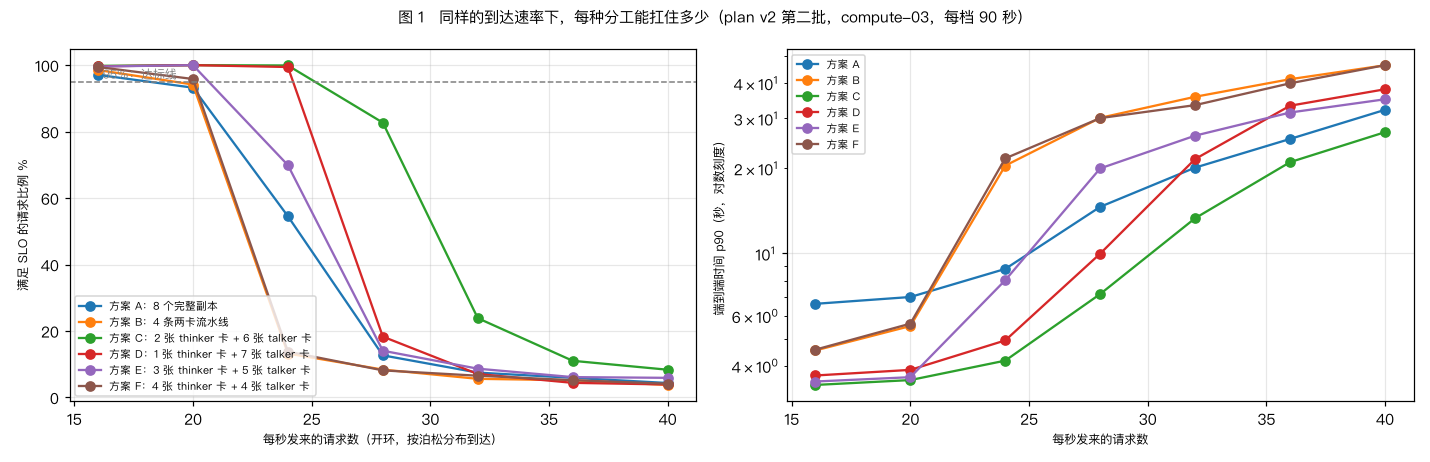 图 1　同样的到达速率下，每种分工能扛住多少（plan v2 第二批，compute-03，每档 90 秒）
满足 SLO 的请求比例 %
100
80
60
40
20
0
达标线
方案 A：8 个完整副本
方案 B：4 条两卡流水线
方案 C：2 张 thinker 卡 + 6 张 talker 卡
方案 D：1 张 thinker 卡 + 7 张 talker 卡
方案 E：3 张 thinker 卡 + 5 张 talker 卡
方案 F：4 张 thinker 卡 + 4 张 talker 卡
15 20 25 30 35 40
每秒发来的请求数（开环，按泊松分布到达）
端到端时间 p90（秒，对数刻度）
4 × 10¹
3 × 10¹
2 × 10¹
10¹
6 × 10⁰
4 × 10⁰
方案 A
方案 B
方案 C
方案 D
方案 E
方案 F
15 20 25 30 35 40
每秒发来的请求数